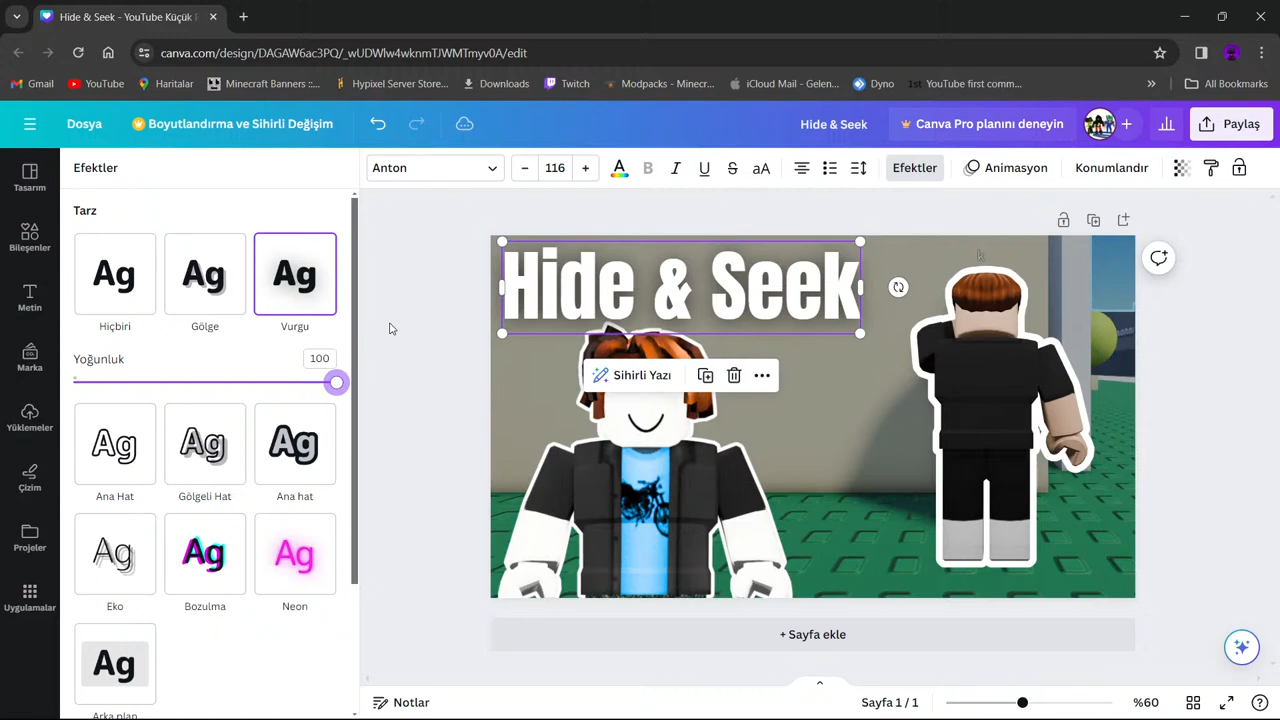 Hide & Seek - YouTube Küçük
canva.com/design/DAGAW6ac3PQ/_wUDWlw4wknmTJWMTmyv0A/edit
Gmail YouTube Haritalar Minecraft Banners ::... Hypixel Server Store... Downloads Twitch Modpacks - Minecr... iCloud Mail - Gelen... Dyno 1st YouTube first comm... » All Bookmarks
Dosya Boyutlandırma ve Sihirli Değişim Hide & Seek Canva Pro planını deneyin Paylaş
Efektler Anton 116 A B I U S aA Efektler Animasyon Konumlandır
Tasarım
Bileşenler
Metin
Marka
Yüklemeler
Çizim
Projeler
Uygulamalar
Tarz
Ag Ag Ag
Hiçbiri Gölge Vurgu
Yoğunluk 100
Ag Ag Ag
Ana Hat Gölgeli Hat Ana hat
Ag Ag Ag
Eko Bozulma Neon
Ag
Arka plan
Hide & Seek
Sihirli Yazı
+ Sayfa ekle
Notlar Sayfa 1 / 1 %60